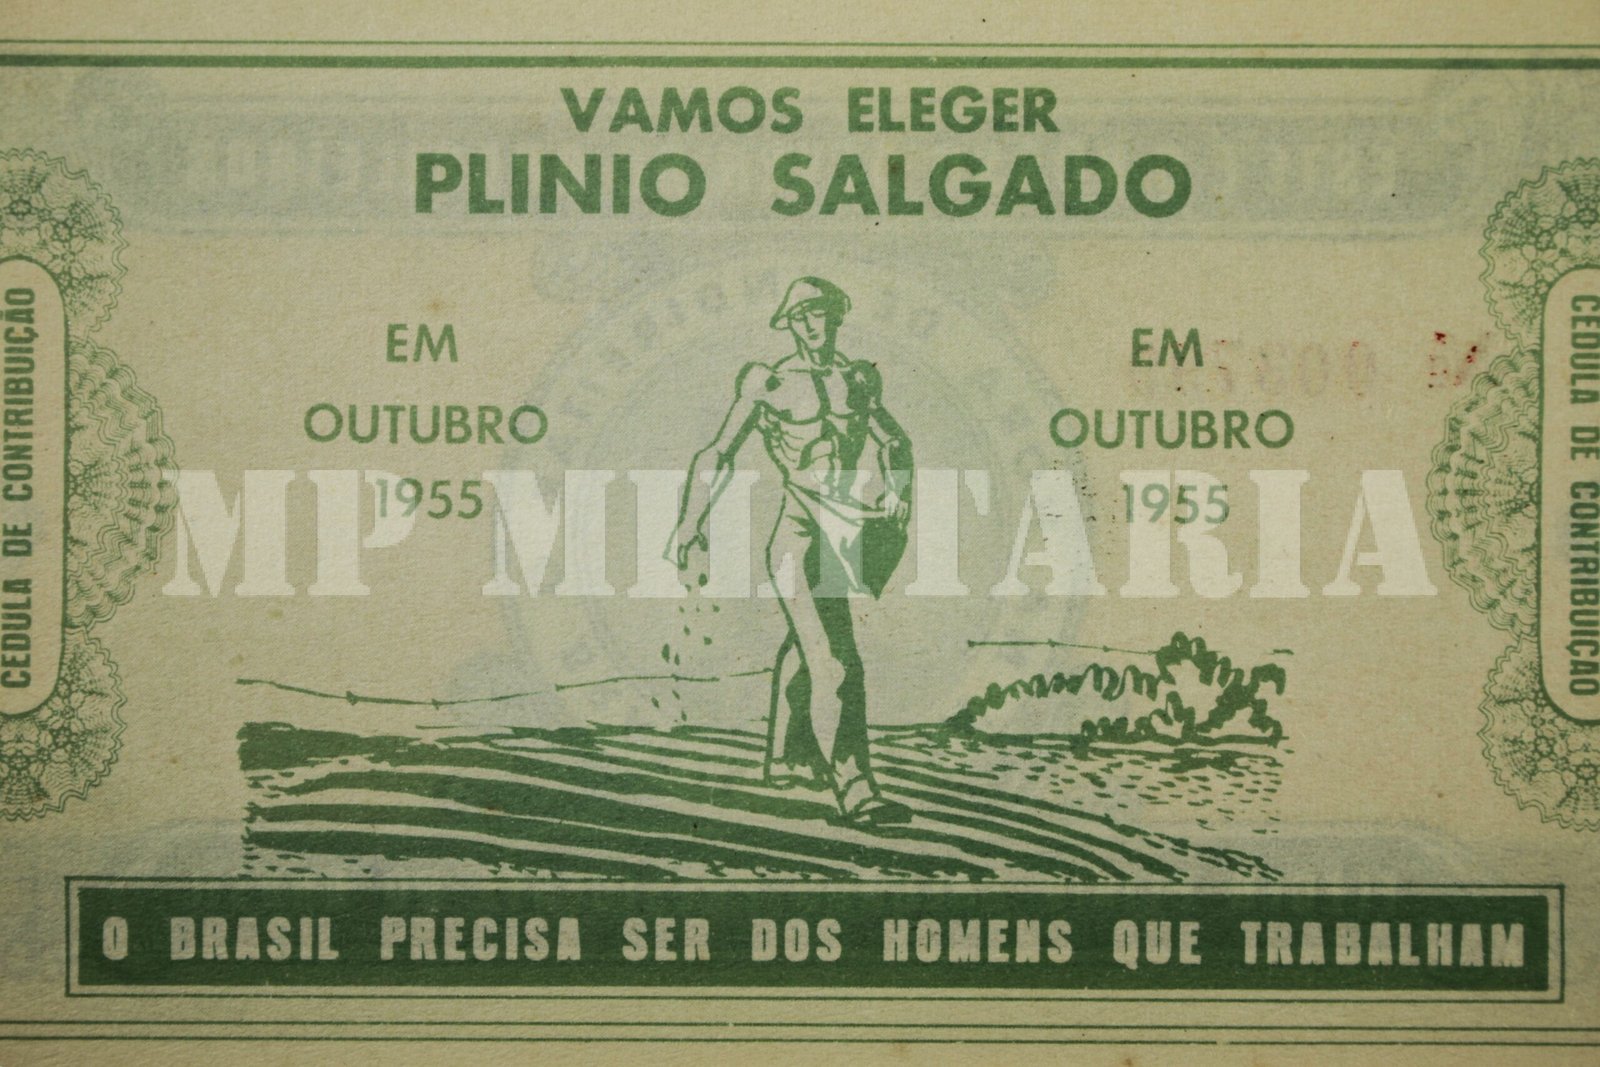 VAMOS ELEGER
PLINIO SALGADO
EM
OUTUBRO
1955
EM
OUTUBRO
1955
CEDULA DE CONTRIBUIÇÃO
CEDULA DE CONTRIBUIÇAO
MP MILITARIA
O BRASIL PRECISA SER DOS HOMENS QUE TRABALHAM